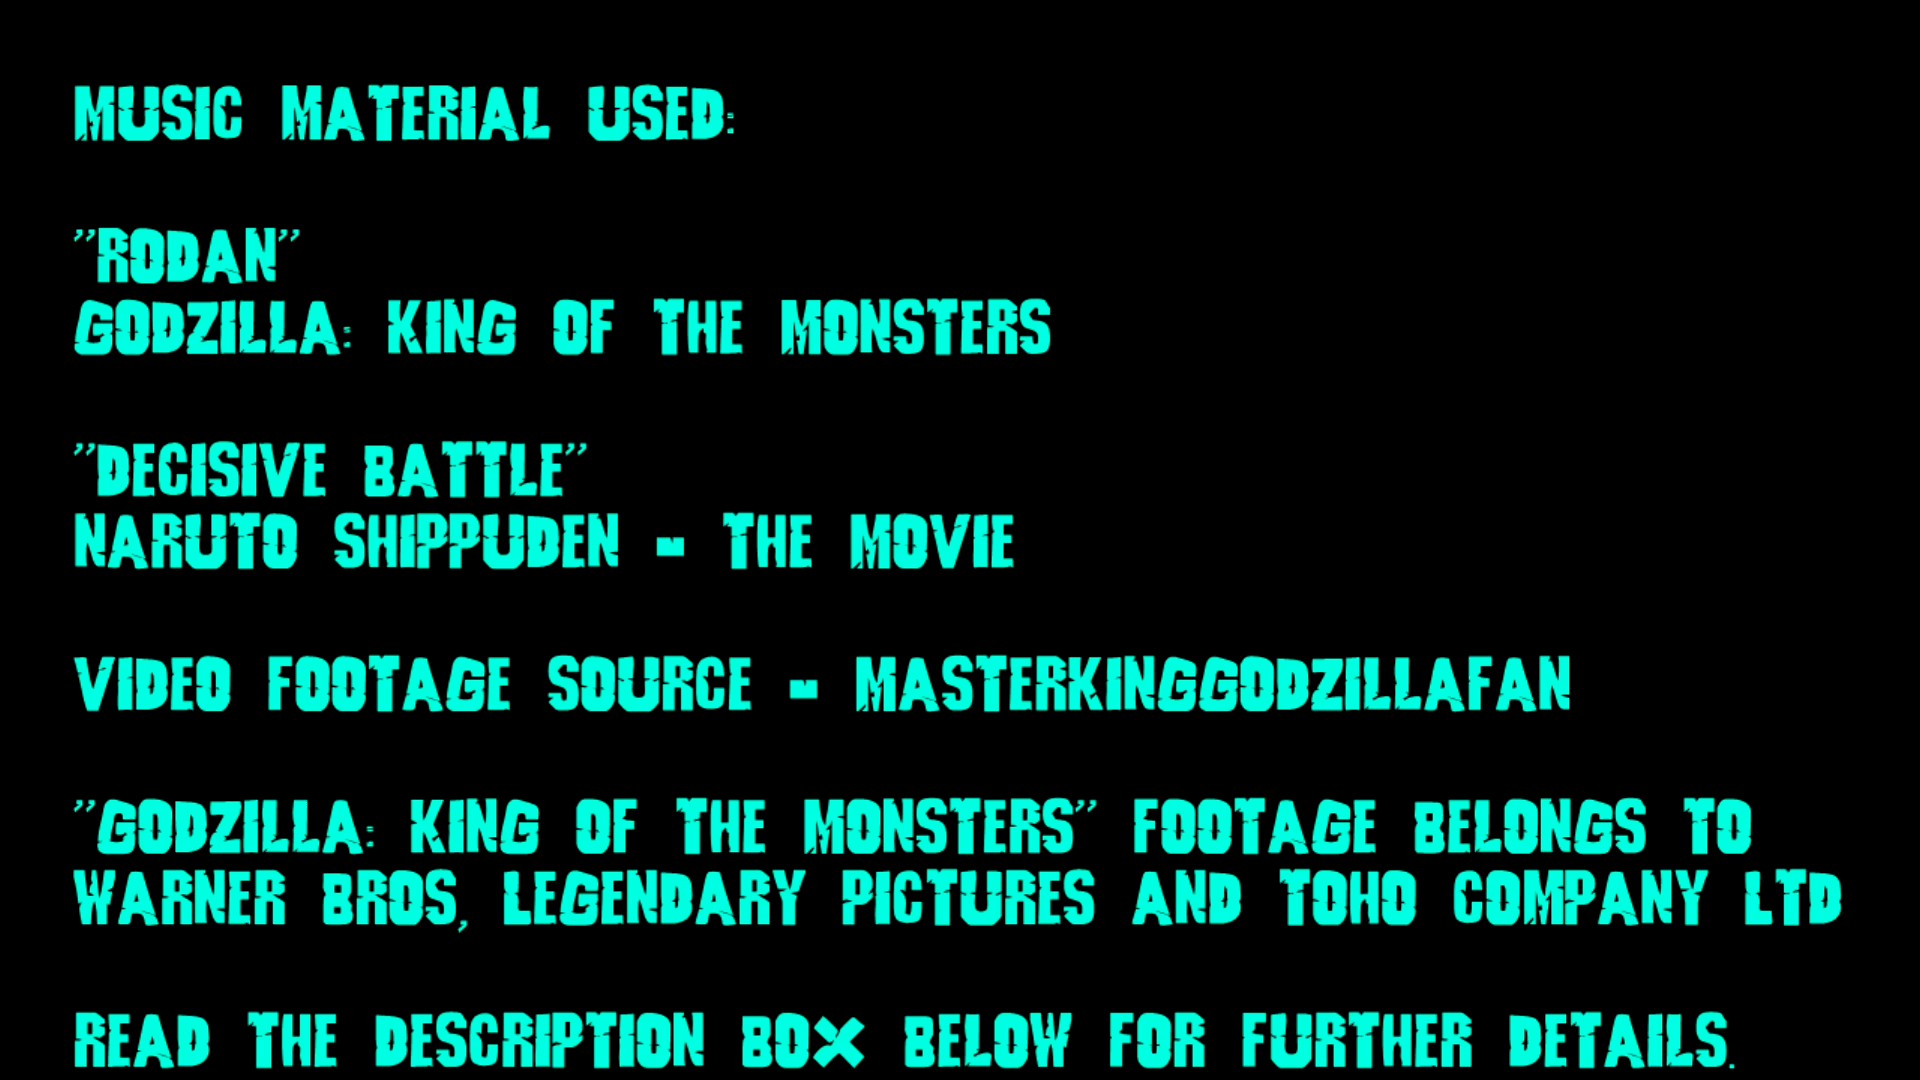 MUSIC MATERIAL USED:
"RODAN"
GODZILLA: KING OF THE MONSTERS
"DECISIVE BATTLE"
NARUTO SHIPPUDEN - THE MOVIE
VIDEO FOOTAGE SOURCE - MASTERKINGGODZILLAFAN
"GODZILLA: KING OF THE MONSTERS" FOOTAGE BELONGS TO
WARNER BROS, LEGENDARY PICTURES AND TOHO COMPANY LTD
READ THE DESCRIPTION BOX BELOW FOR FURTHER DETAILS.